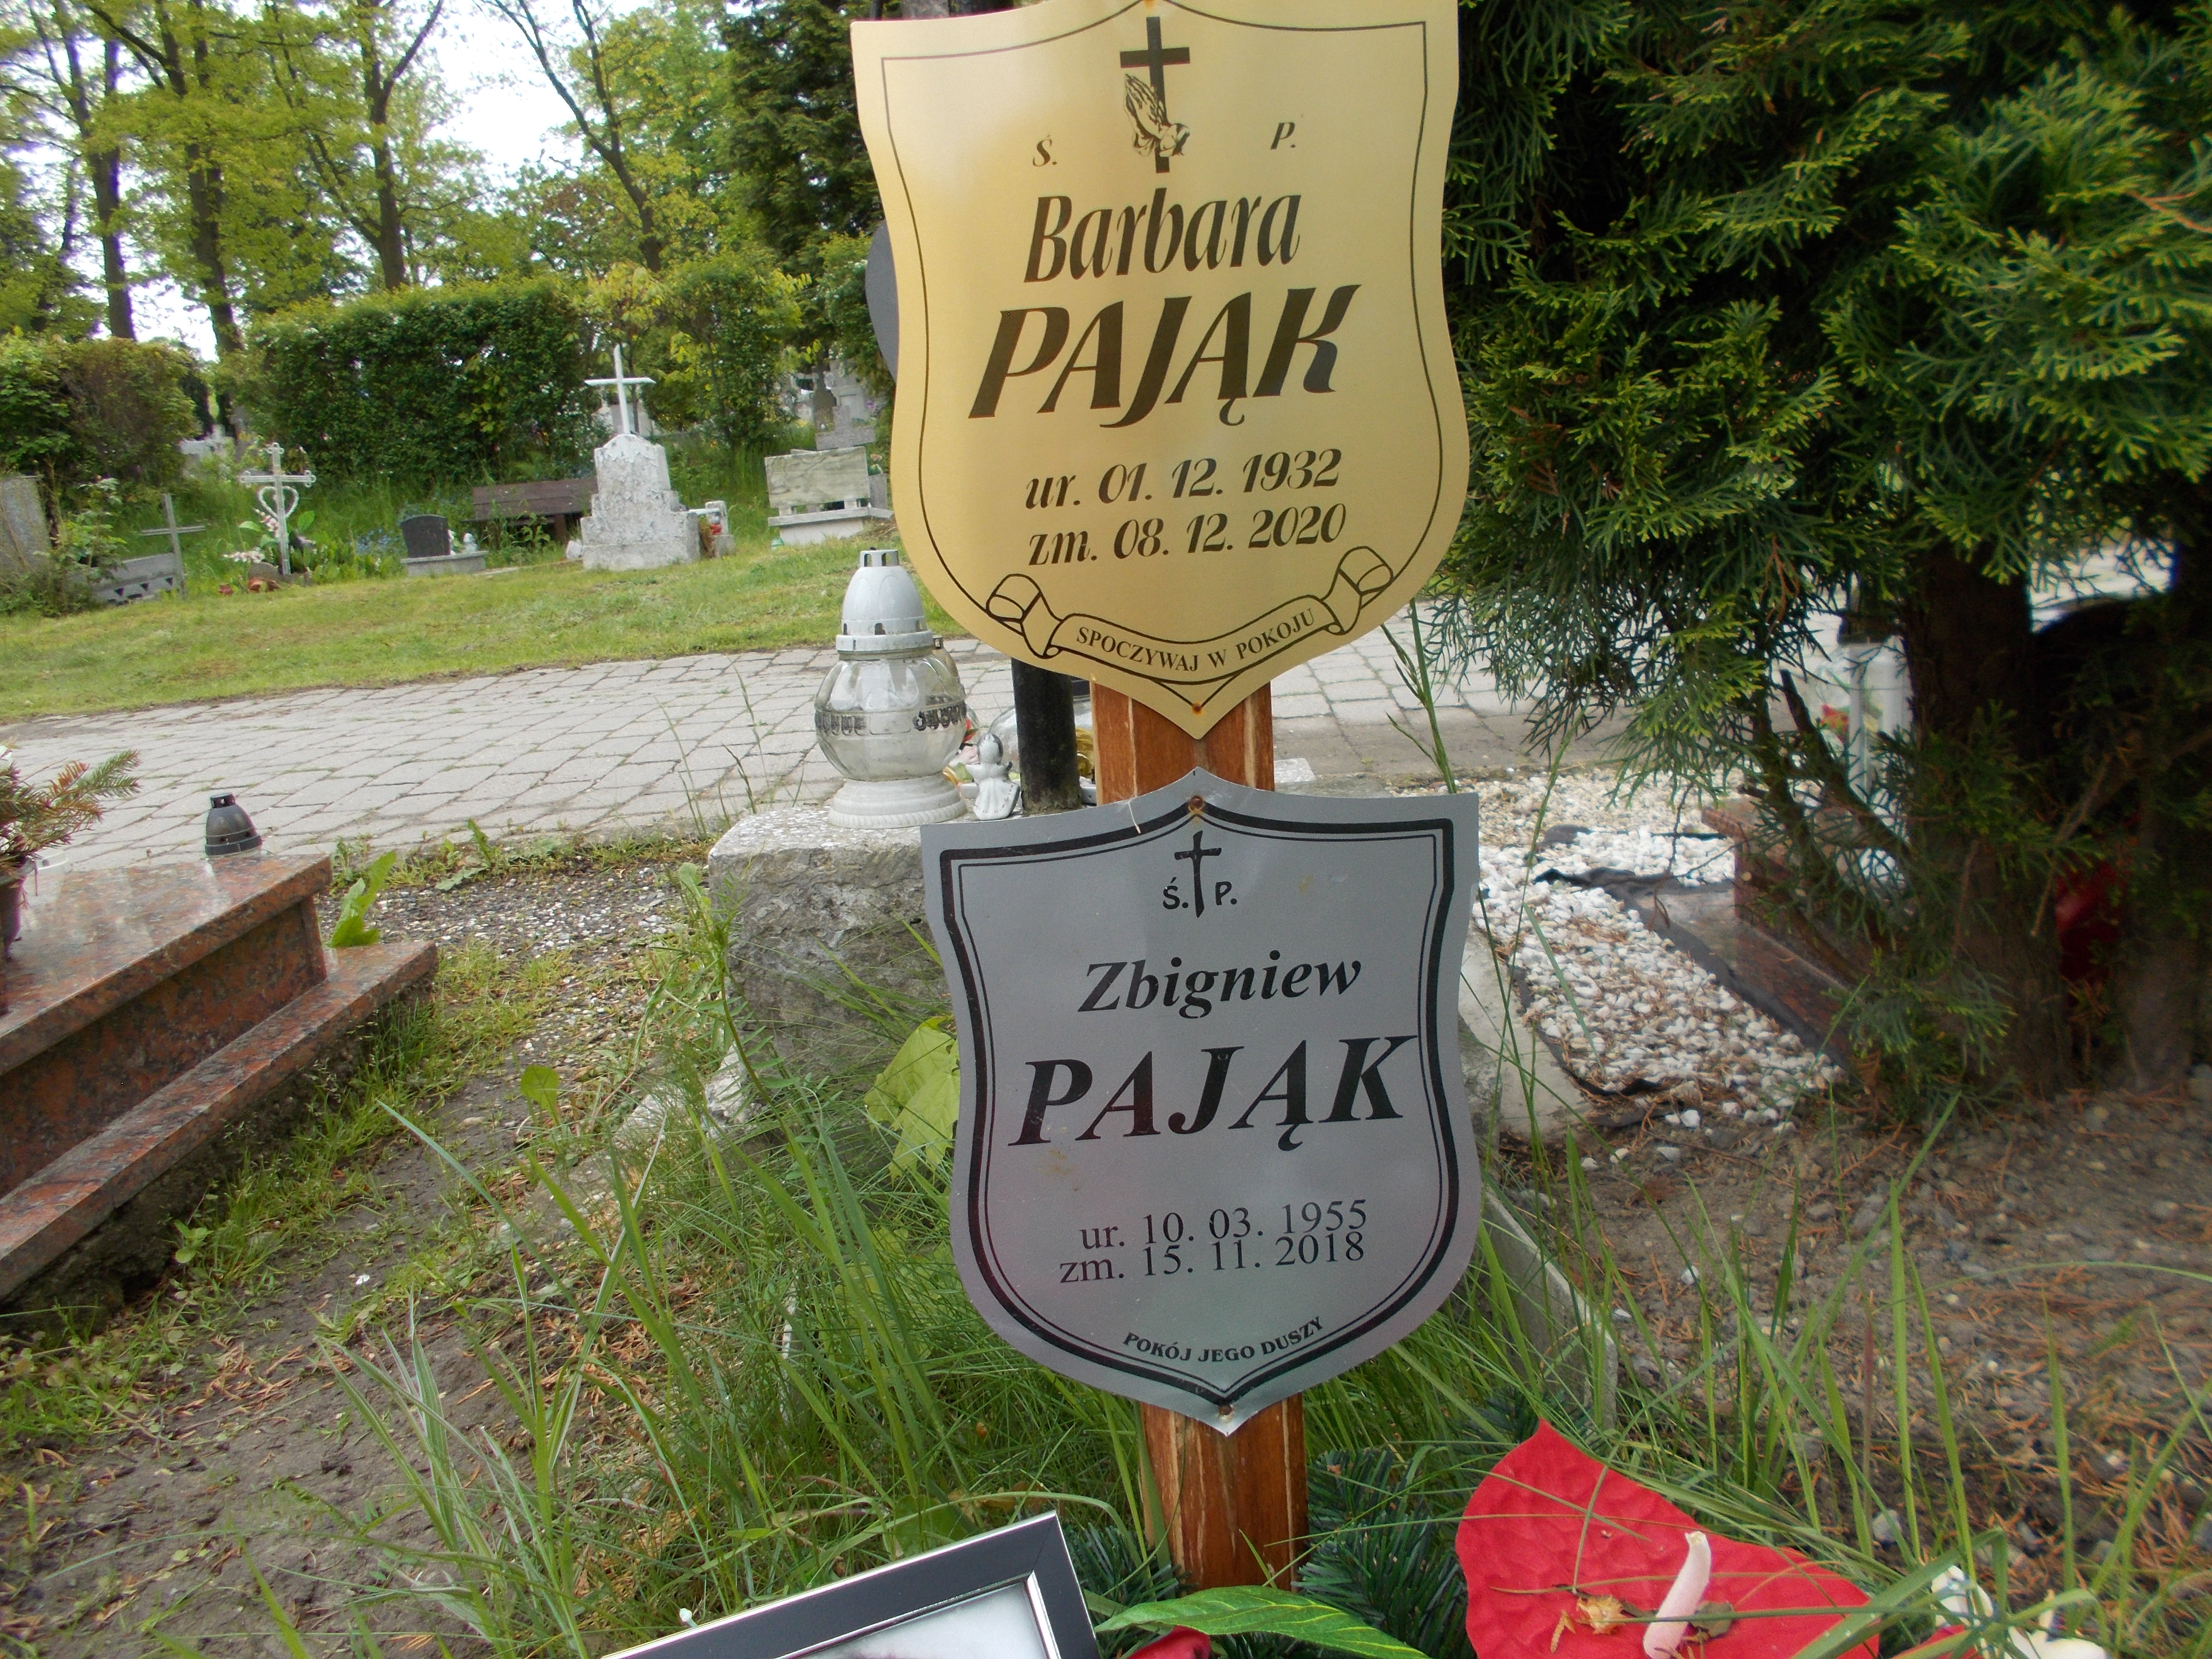 Ś. P.
Barbara
PAJĄK
ur. 01. 12. 1932
zm. 08. 12. 2020
SPOCZYWAJ W POKOJU
Ś. P.
Zbigniew
PAJĄK
ur. 10. 03. 1955
zm. 15. 11. 2018
POKÓJ JEGO DUSZY